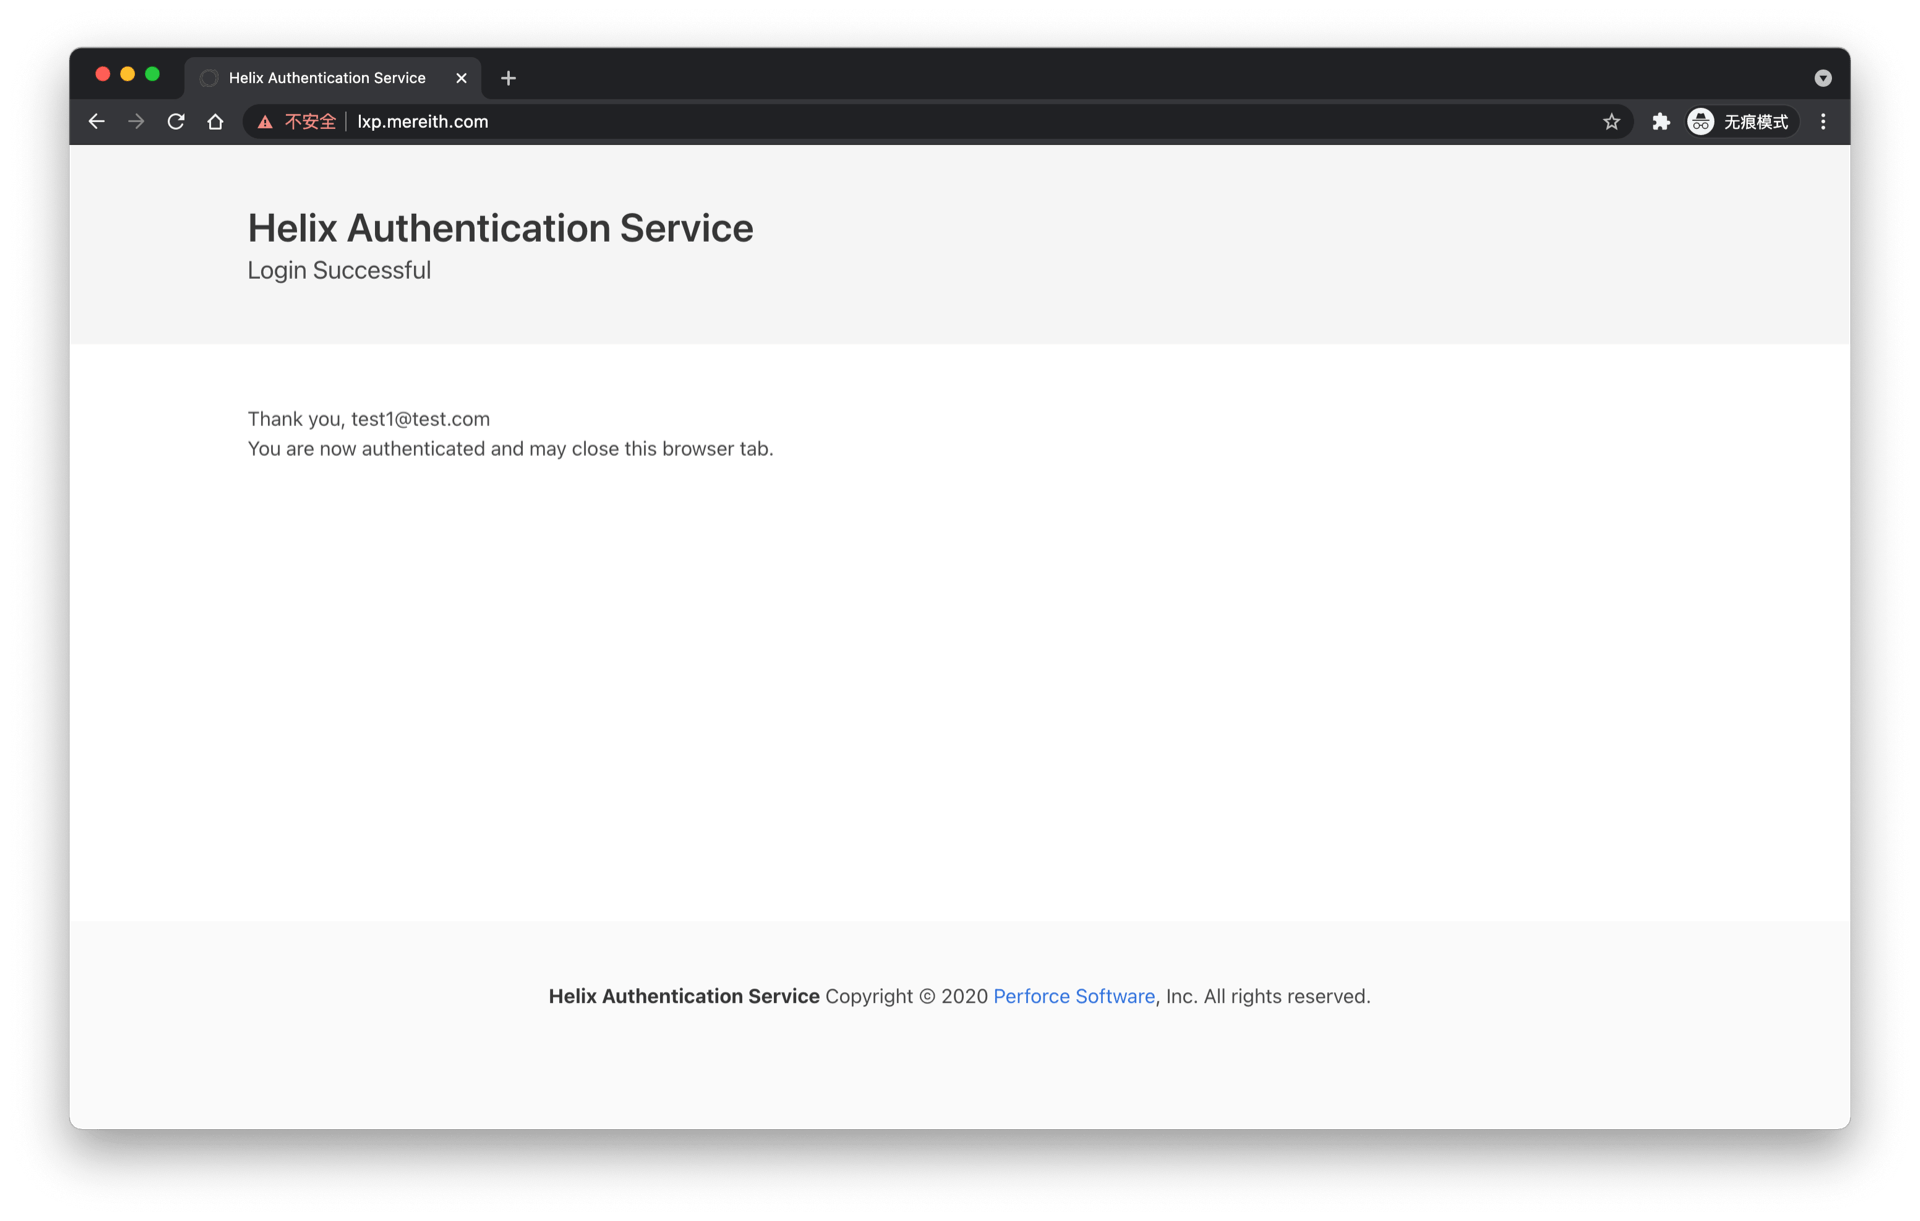 Helix Authentication Service
不安全 lxp.mereith.com 无痕模式
Helix Authentication Service
Login Successful
Thank you, test1@test.com
You are now authenticated and may close this browser tab.
Helix Authentication Service Copyright © 2020 Perforce Software, Inc. All rights reserved.